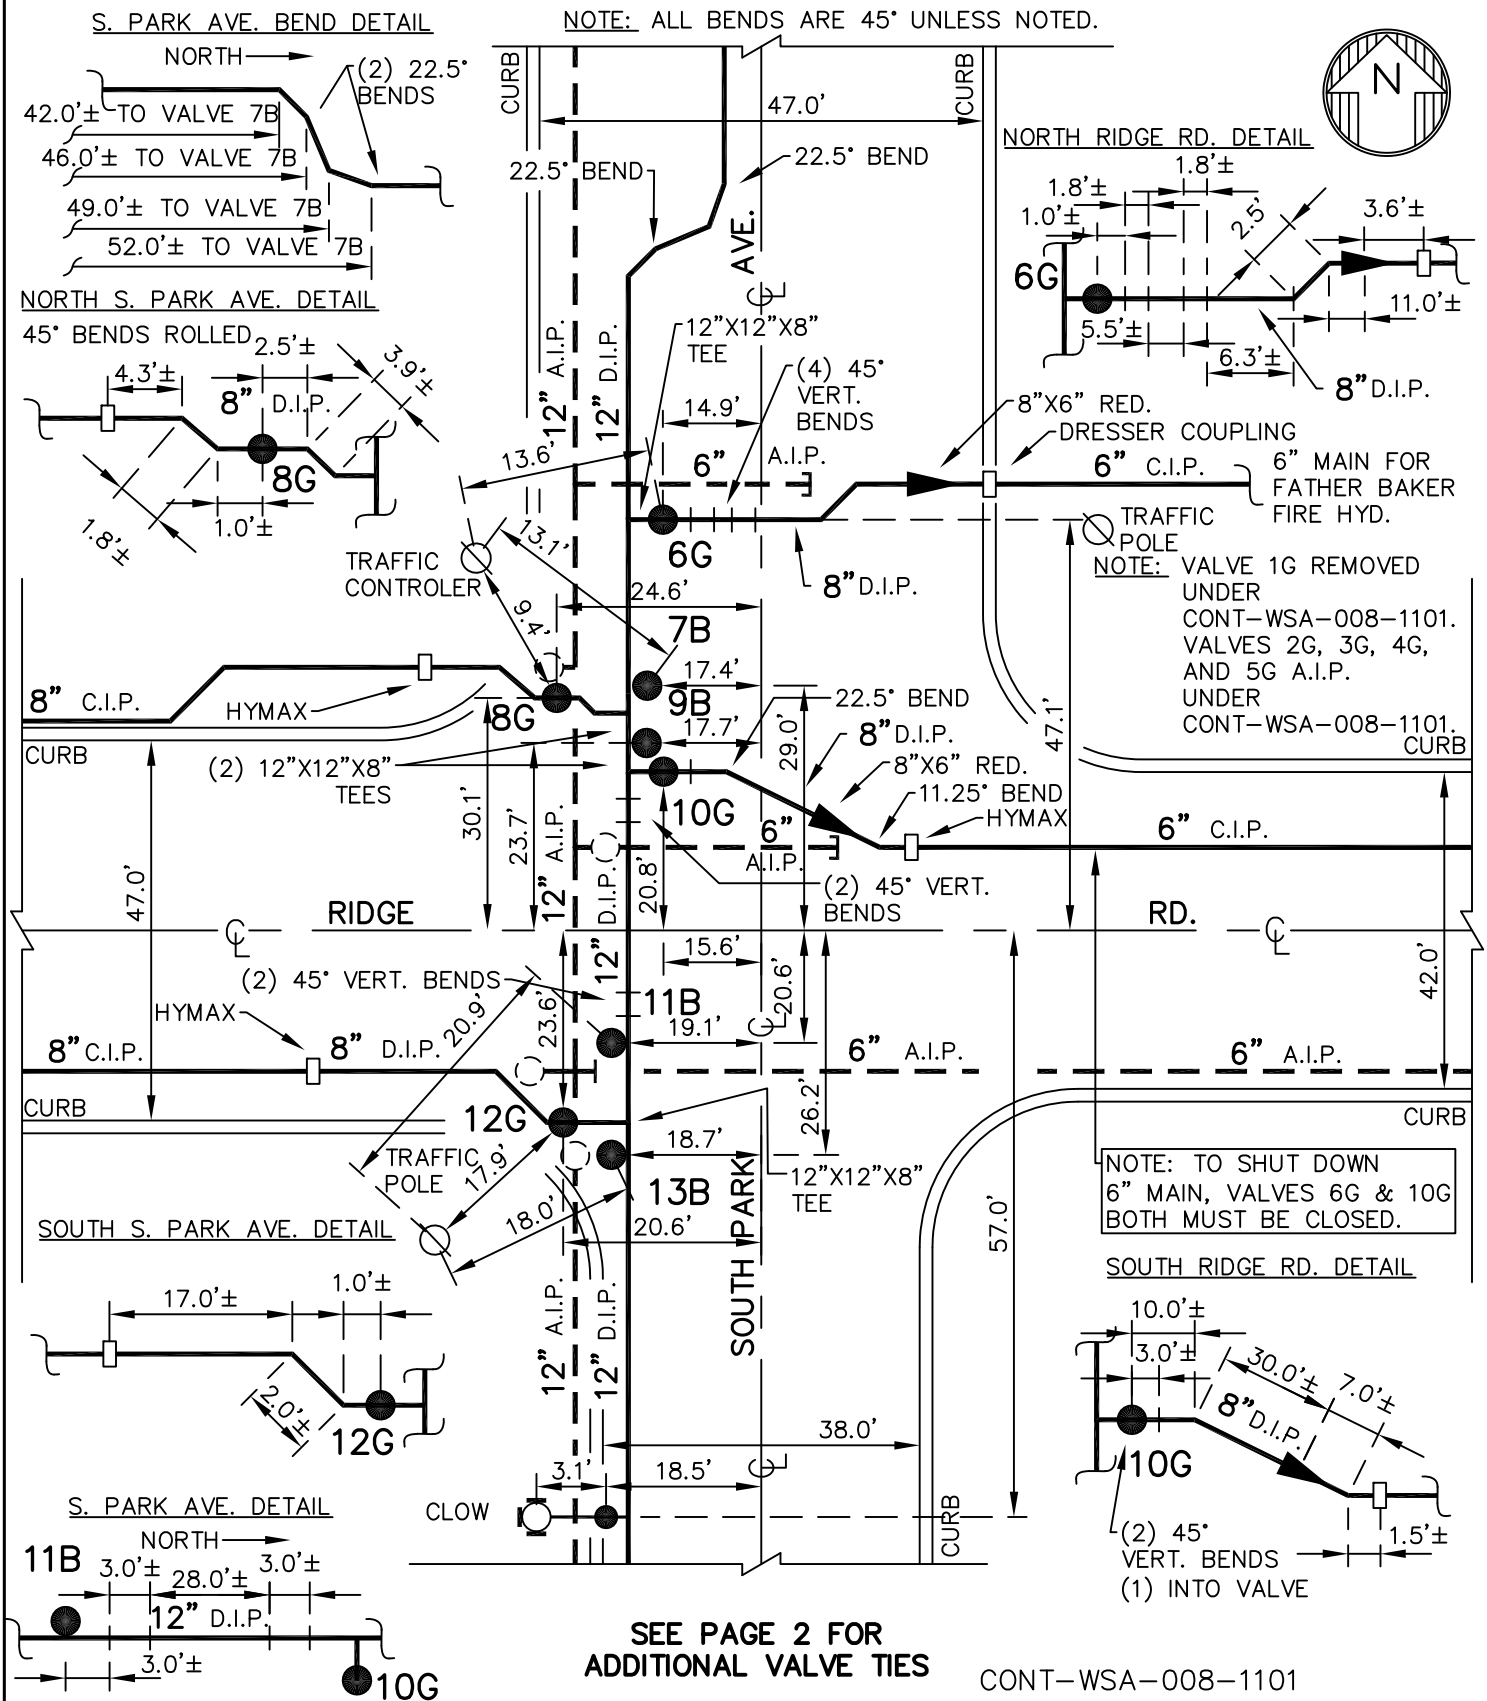 S. PARK AVE. BEND DETAIL
NORTH
(2) 22.5°
BENDS
42.0'± TO VALVE 7B
46.0'± TO VALVE 7B
49.0'± TO VALVE 7B
52.0'± TO VALVE 7B
NOTE: ALL BENDS ARE 45° UNLESS NOTED.
CURB
47.0'
CURB
22.5° BEND
22.5° BEND
AVE.
CL
N
NORTH RIDGE RD. DETAIL
1.8'±
1.8'±
1.0'±
2.5'
3.6'±
6G
5.5'±
6.3'±
11.0'±
8" D.I.P.
NORTH S. PARK AVE. DETAIL
45° BENDS ROLLED
2.5'±
3.9'±
4.3'±
8"
D.I.P.
8G
1.8'±
1.0'±
12" A.I.P.
12" D.I.P.
12"X12"X8"
TEE
(4) 45°
VERT.
BENDS
14.9'
13.6'
6" A.I.P.
8"X6" RED.
DRESSER COUPLING
6" C.I.P.
6" MAIN FOR
FATHER BAKER
FIRE HYD.
TRAFFIC
POLE
6G
8" D.I.P.
13.1'
TRAFFIC
CONTROLER
24.6'
9.4'
7B
17.4'
NOTE: VALVE 1G REMOVED
UNDER
CONT-WSA-008-1101.
VALVES 2G, 3G, 4G,
AND 5G A.I.P.
UNDER
CONT-WSA-008-1101.
8" C.I.P.
HYMAX
8G
9B
17.7'
22.5° BEND
8" D.I.P.
29.0'
47.1'
CURB
CURB
(2) 12"X12"X8"
TEES
8"X6" RED.
11.25° BEND
HYMAX
10G
6"
A.I.P.
6" C.I.P.
47.0'
30.1'
23.7'
12" A.I.P.
12" D.I.P.
20.8'
(2) 45° VERT.
BENDS
RIDGE
RD.
CL
CL
15.6'
20.6'
42.0'
(2) 45° VERT. BENDS
HYMAX
20.9'
23.6'
11B
19.1'
CL
8" C.I.P.
8" D.I.P.
6" A.I.P.
6" A.I.P.
26.2'
CURB
CURB
12G
TRAFFIC
POLE
17.9'
18.7'
13B
18.0'
20.6'
SOUTH PARK
12"X12"X8"
TEE
57.0'
NOTE: TO SHUT DOWN
6" MAIN, VALVES 6G & 10G
BOTH MUST BE CLOSED.
SOUTH S. PARK AVE. DETAIL
17.0'±
1.0'±
2.0'±
12G
12" A.I.P.
12" D.I.P.
38.0'
3.1'
18.5'
CL
CLOW
CURB
SOUTH RIDGE RD. DETAIL
10.0'±
3.0'±
30.0'±
7.0'±
8" D.I.P.
10G
(2) 45°
VERT. BENDS
(1) INTO VALVE
1.5'±
S. PARK AVE. DETAIL
NORTH
11B
3.0'±
28.0'±
3.0'±
12" D.I.P.
3.0'±
10G
SEE PAGE 2 FOR
ADDITIONAL VALVE TIES
CONT-WSA-008-1101